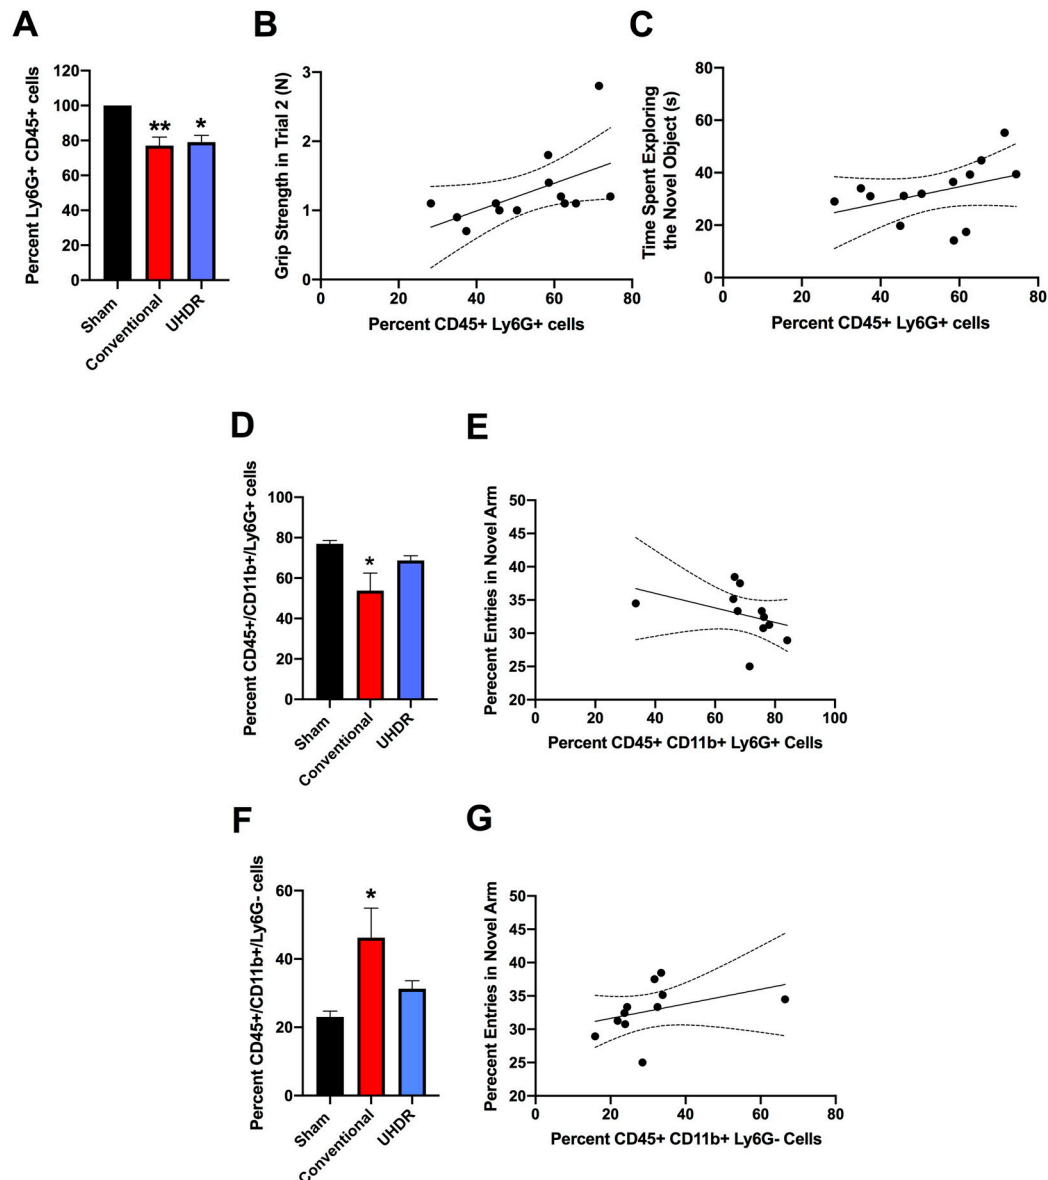 A
B
C
Percent Ly6G+ CD45+ cells
120
100
80
60
40
20
0
**
*
Sham
Conventional
UHDR
Grip Strength in Trial 2 (N)
3
2
1
0
0
20
40
60
80
Percent CD45+ Ly6G+ cells
Time Spent Exploring
the Novel Object (s)
80
60
40
20
0
0
20
40
60
80
Percent CD45+ Ly6G+ cells
D
E
Percent CD45+/CD11b+/Ly6G+ cells
100
80
60
40
20
0
*
Sham
Conventional
UHDR
Perecent Entries in Novel Arm
50
45
40
35
30
25
20
0
20
40
60
80
100
Percent CD45+ CD11b+ Ly6G+ Cells
F
G
Percent CD45+/CD11b+/Ly6G- cells
60
40
20
0
*
Sham
Conventional
UHDR
Perecent Entries in Novel Arm
50
45
40
35
30
25
20
0
20
40
60
80
Percent CD45+ CD11b+ Ly6G- Cells